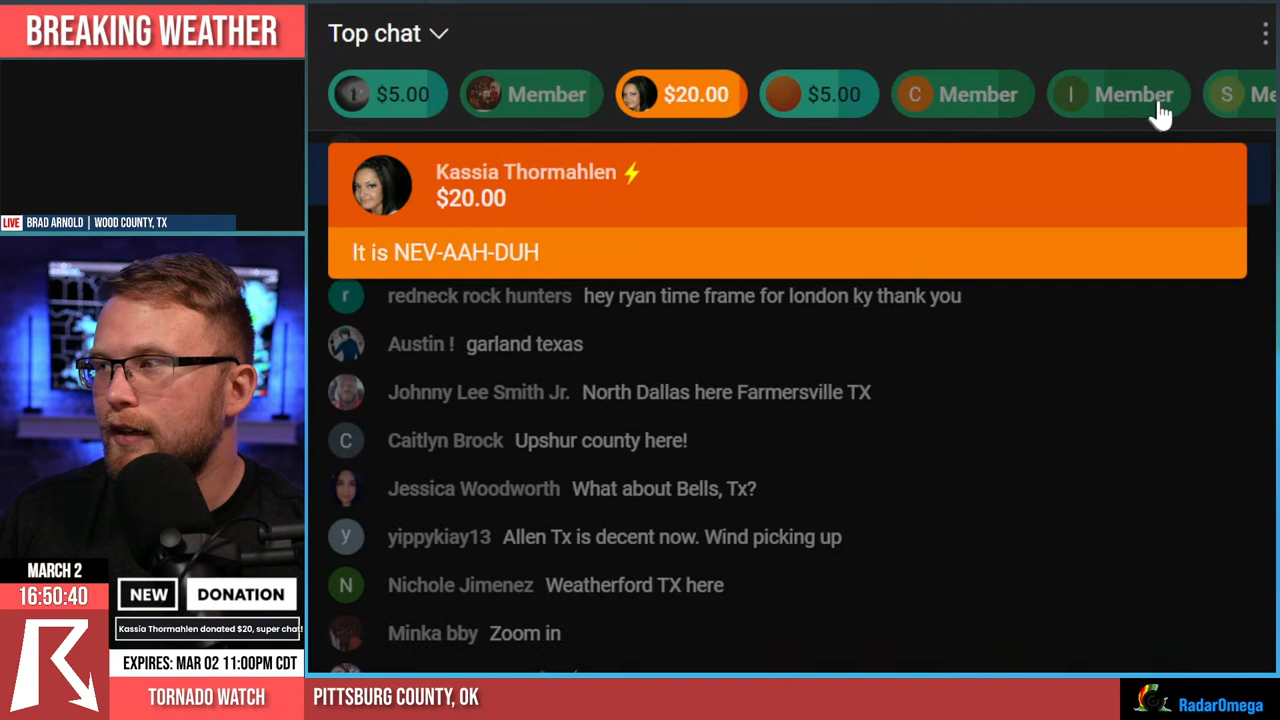 BREAKING WEATHER
LIVE BRAD ARNOLD | WOOD COUNTY, TX
Top chat
$5.00 Member $20.00 $5.00 C Member I Member S Me
Kassia Thormahlen
$20.00
It is NEV-AAH-DUH
r redneck rock hunters hey ryan time frame for london ky thank you
Austin ! garland texas
Johnny Lee Smith Jr. North Dallas here Farmersville TX
C Caitlyn Brock Upshur county here!
Jessica Woodworth What about Bells, Tx?
y yippykiay13 Allen Tx is decent now. Wind picking up
N Nichole Jimenez Weatherford TX here
Minka bby Zoom in
MARCH 2
16:50:40
NEW DONATION
Kassia Thormahlen donated $20, super chat!
EXPIRES: MAR 02 11:00PM CDT
TORNADO WATCH
PITTSBURG COUNTY, OK
RadarOmega